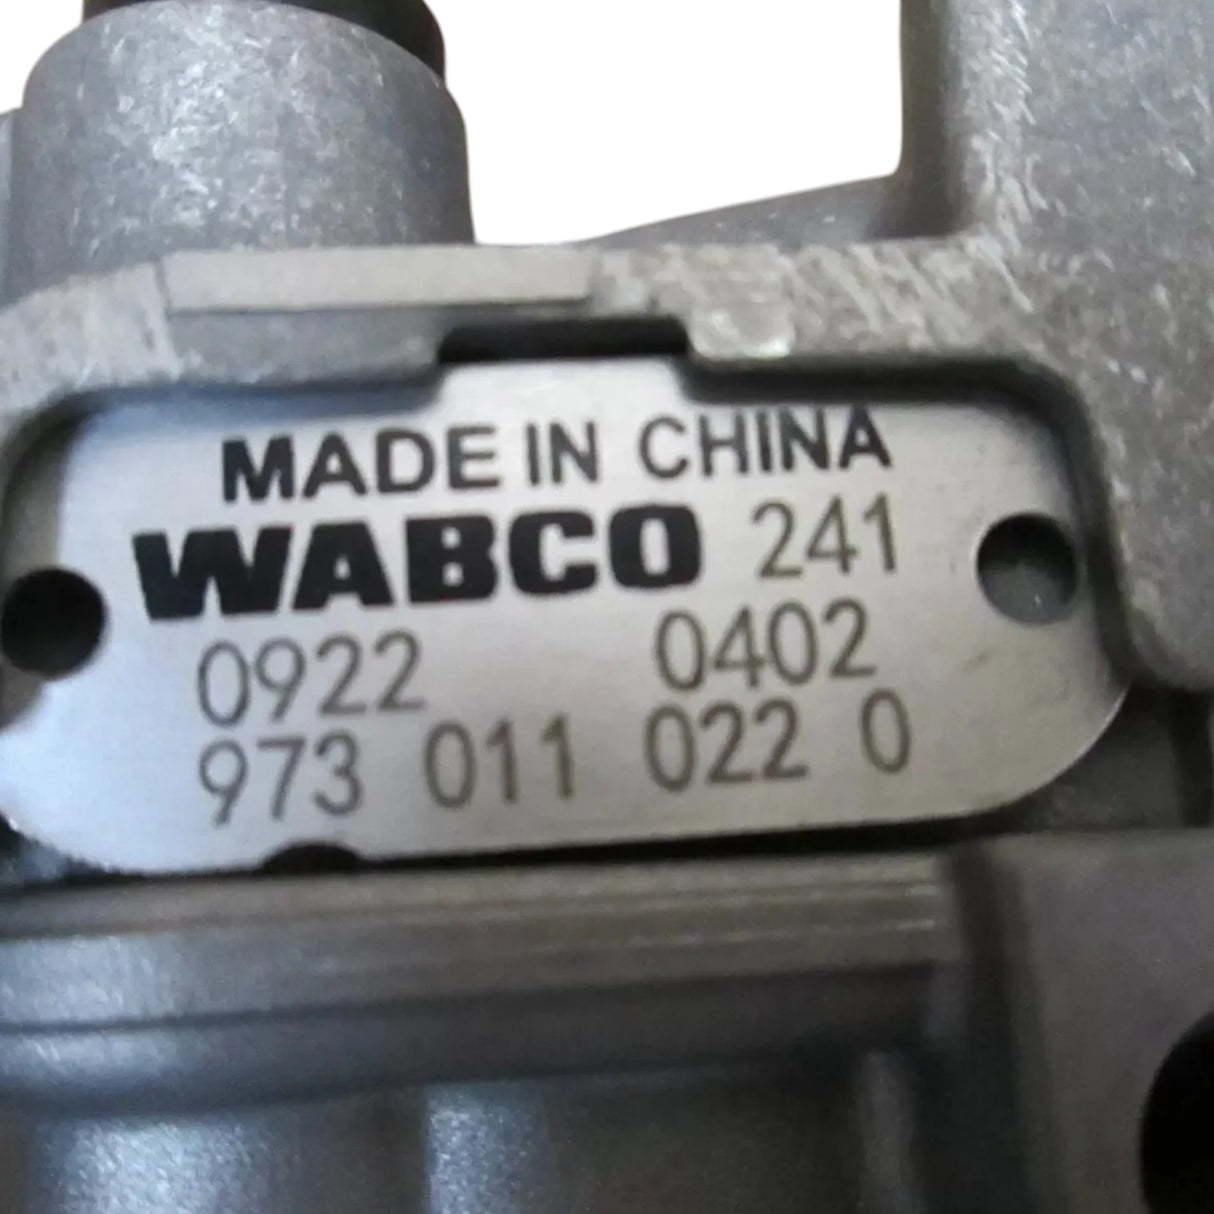 MADE IN CHINA
WABCO 241
0922 0402
973 011 022 0